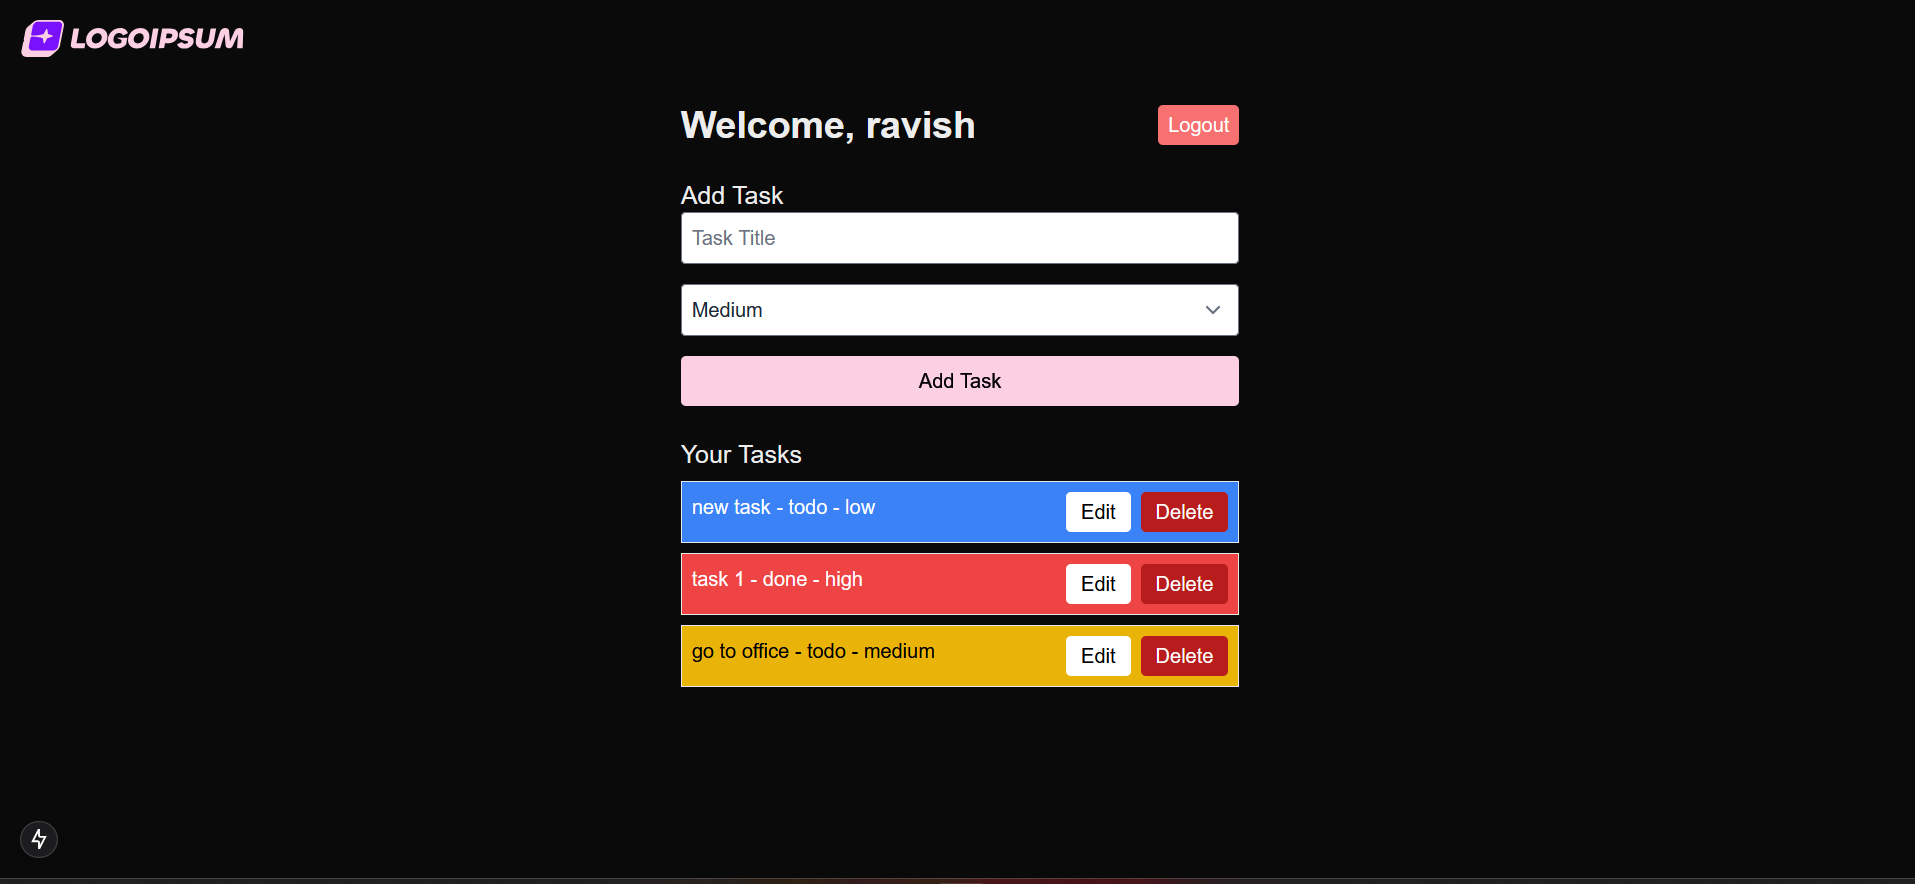 LOGOIPSUM
Welcome, ravish
Logout
Add Task
Task Title
Medium
Add Task
Your Tasks
new task - todo - low
Edit
Delete
task 1 - done - high
Edit
Delete
go to office - todo - medium
Edit
Delete